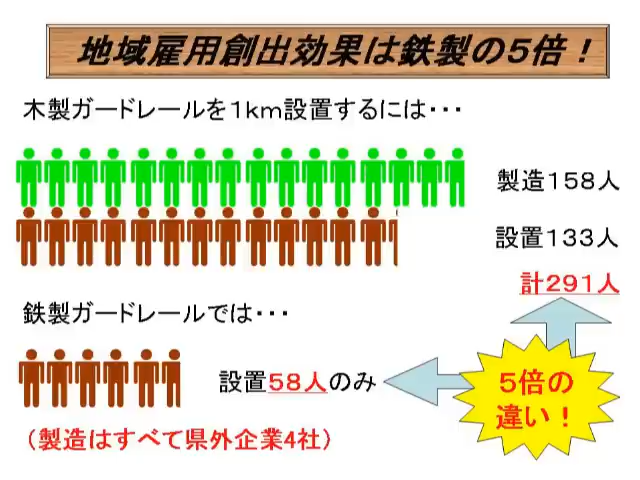 地域雇用創出効果は鉄製の５倍！
木製ガードレールを１ｋｍ設置するには・・・
製造１５８人
設置１３３人
計２９１人
鉄製ガードレールでは・・・
設置５８人のみ
５倍の
違い！
（製造はすべて県外企業4社）